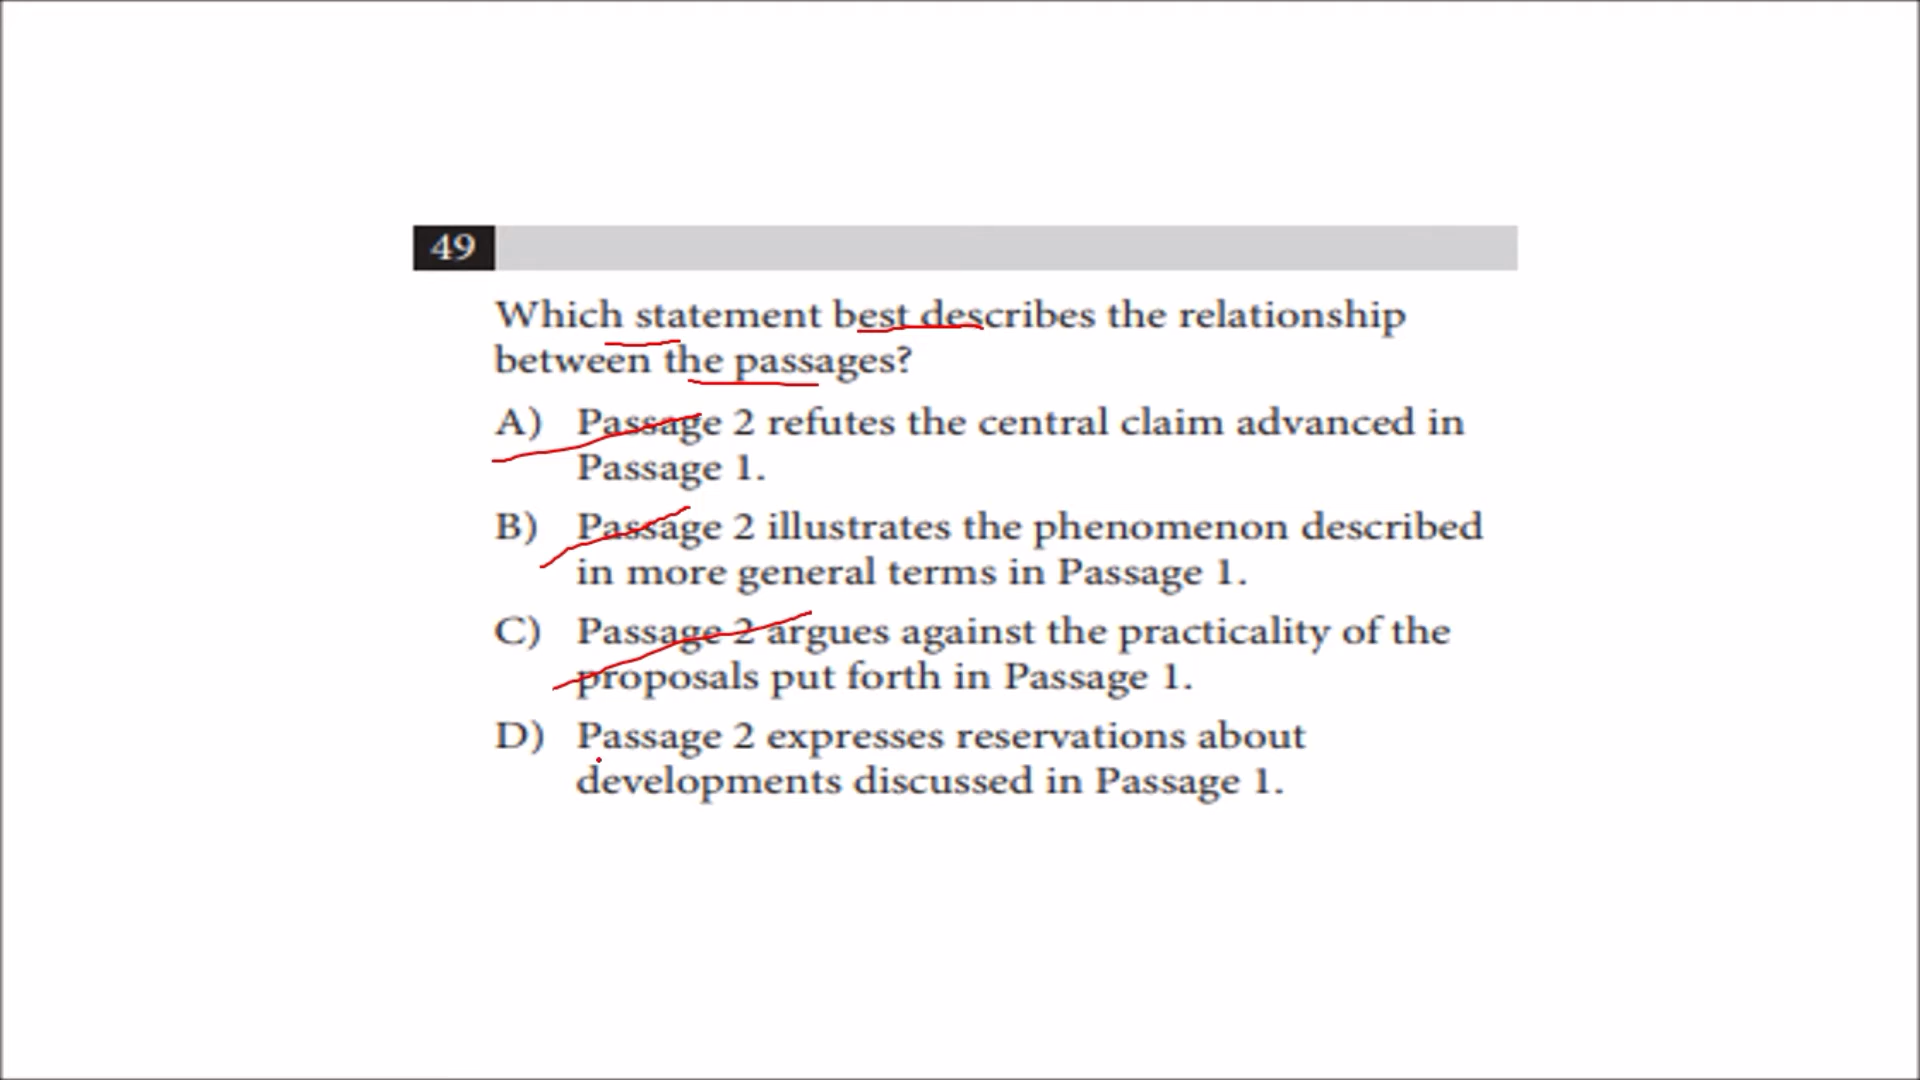 49
Which statement best describes the relationship
between the passages?
A) Passage 2 refutes the central claim advanced in
Passage 1.
B) Passage 2 illustrates the phenomenon described
in more general terms in Passage 1.
C) Passage 2 argues against the practicality of the
proposals put forth in Passage 1.
D) Passage 2 expresses reservations about
developments discussed in Passage 1.